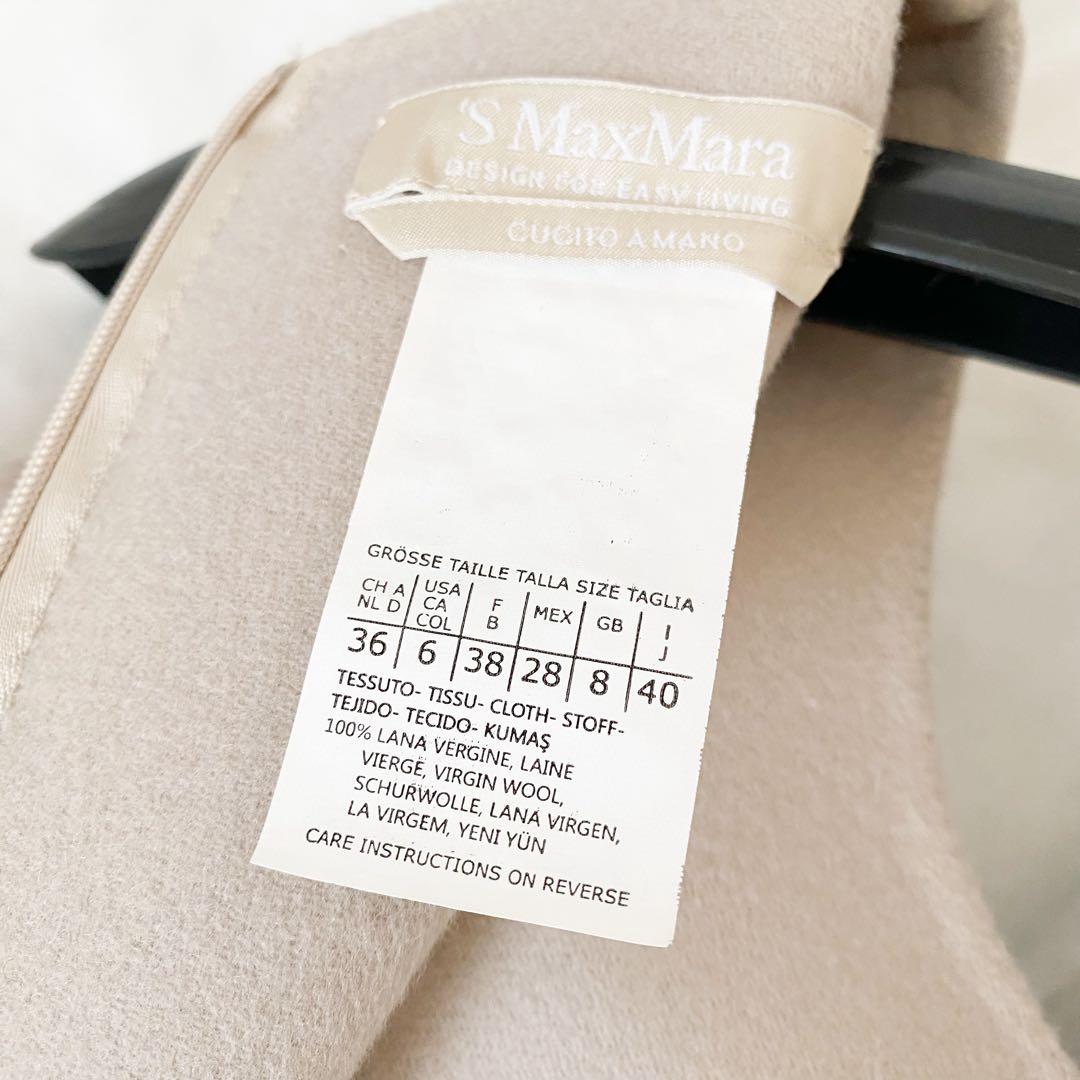 'S MaxMara
DESIGN FOR EASY LIVING
CUCITO A MANO
GRÖSSE TAILLE TALLA SIZE TAGLIA
CH A NL D USA CA COL F B MEX GB I J
36 6 38 28 8 40
TESSUTO- TISSU- CLOTH- STOFF-
TEJIDO- TECIDO- KUMAŞ
100% LANA VERGINE, LAINE
VIERGE, VIRGIN WOOL,
SCHURWOLLE, LANA VIRGEN,
LA VIRGEM, YENI YÜN
CARE INSTRUCTIONS ON REVERSE